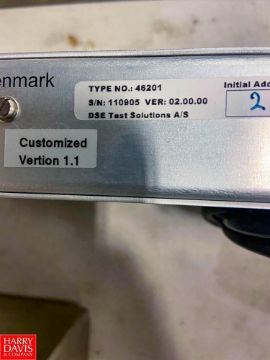 enmark
TYPE NO.: 46201
Initial Add
S/N: 110905 VER: 02.00.00
2
DSE Test Solutions A/S
Customized
Vertion 1.1
HARRY
DAVIS
& COMPANY